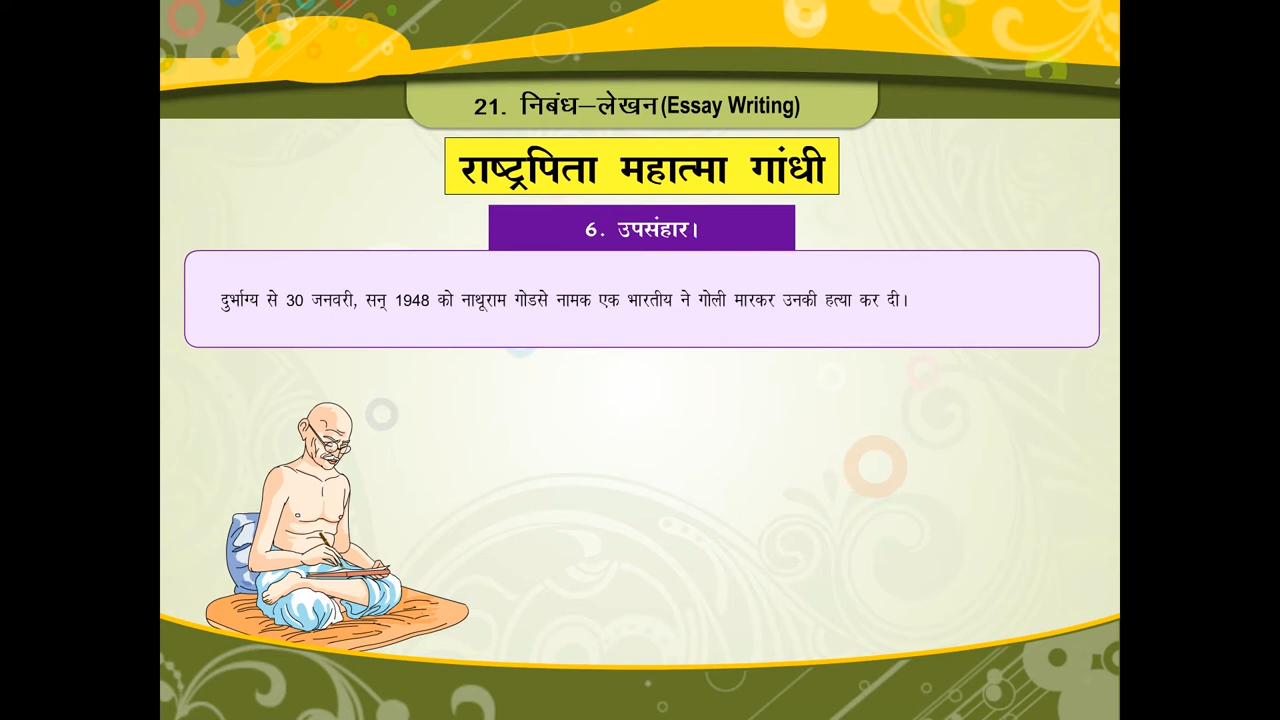 21. निबंध–लेखन(Essay Writing)
राष्ट्रपिता महात्मा गांधी
6. उपसंहार।
दुर्भाग्य से 30 जनवरी, सन् 1948 को नाथूराम गोडसे नामक एक भारतीय ने गोली मारकर उनकी हत्या कर दी।